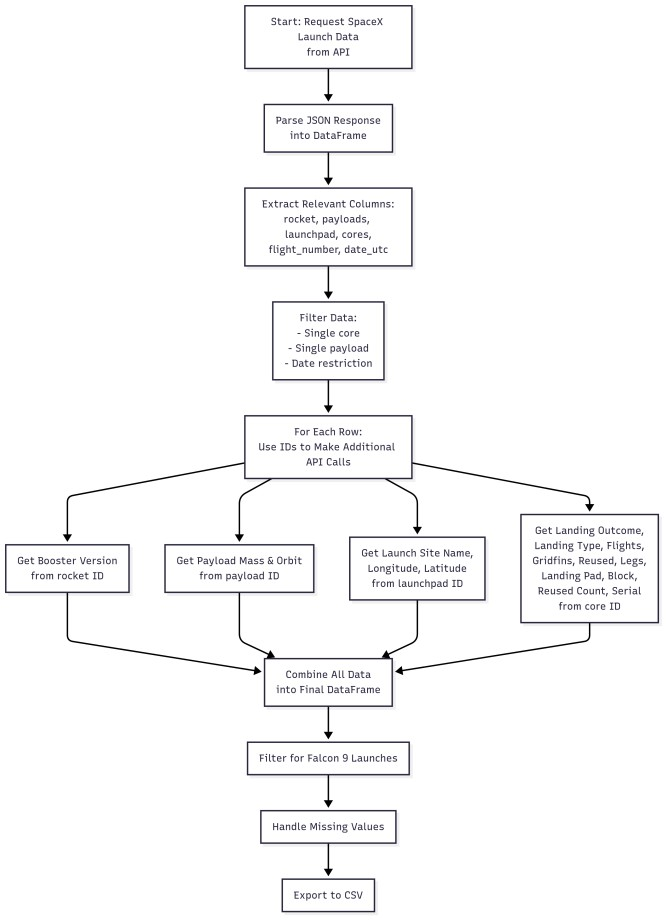 Start: Request SpaceX
Launch Data
from API
Parse JSON Response
into DataFrame
Extract Relevant Columns:
rocket, payloads,
launchpad, cores,
flight_number, date_utc
Filter Data:
- Single core
- Single payload
- Date restriction
For Each Row:
Use IDs to Make Additional
API Calls
Get Booster Version
from rocket ID
Get Payload Mass & Orbit
from payload ID
Get Launch Site Name,
Longitude, Latitude
from launchpad ID
Get Landing Outcome,
Landing Type, Flights,
Gridfins, Reused, Legs,
Landing Pad, Block,
Reused Count, Serial
from core ID
Combine All Data
into Final DataFrame
Filter for Falcon 9 Launches
Handle Missing Values
Export to CSV